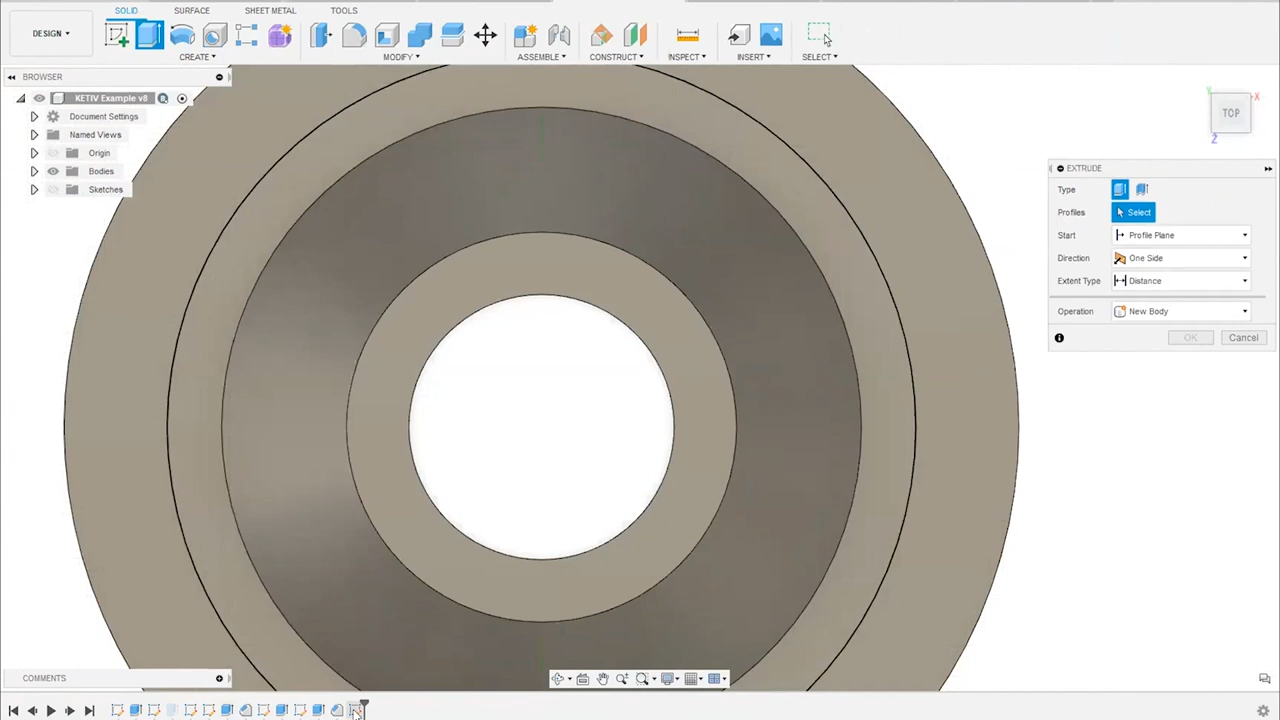 SOLID SURFACE SHEET METAL TOOLS
DESIGN
CREATE MODIFY ASSEMBLE CONSTRUCT INSPECT INSERT SELECT
BROWSER
KETIV Example v8
Document Settings
Named Views
Origin
Bodies
Sketches
Y X
TOP
Z
EXTRUDE
Type
Profiles Select
Start Profile Plane
Direction One Side
Extent Type Distance
Operation New Body
OK Cancel
COMMENTS